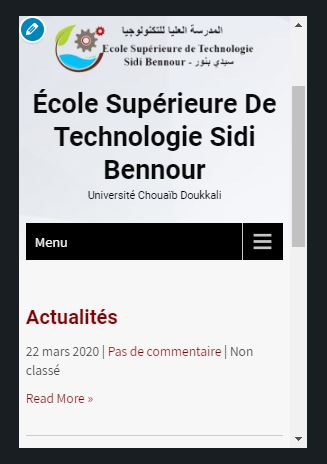 المدرسة العليا للتكنولوجيا
Ecole Supérieure de Technologie
Sidi Bennour - سيدي بنور
École Supérieure De
Technologie Sidi
Bennour
Université Chouaïb Doukkali
Menu
Actualités
22 mars 2020 | Pas de commentaire | Non
classé
Read More »